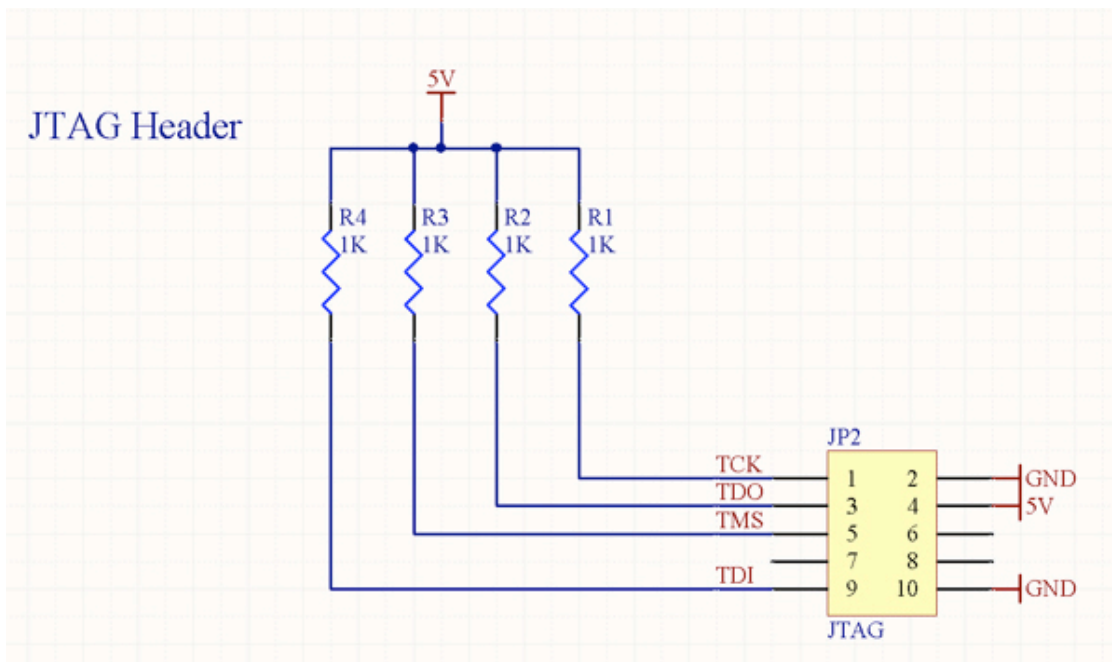 5V
JTAG Header
R4 R3 R2 R1
1K 1K 1K 1K
JP2
TCK 1 2 GND
TDO 3 4 5V
TMS 5 6
7 8
TDI 9 10 GND
JTAG